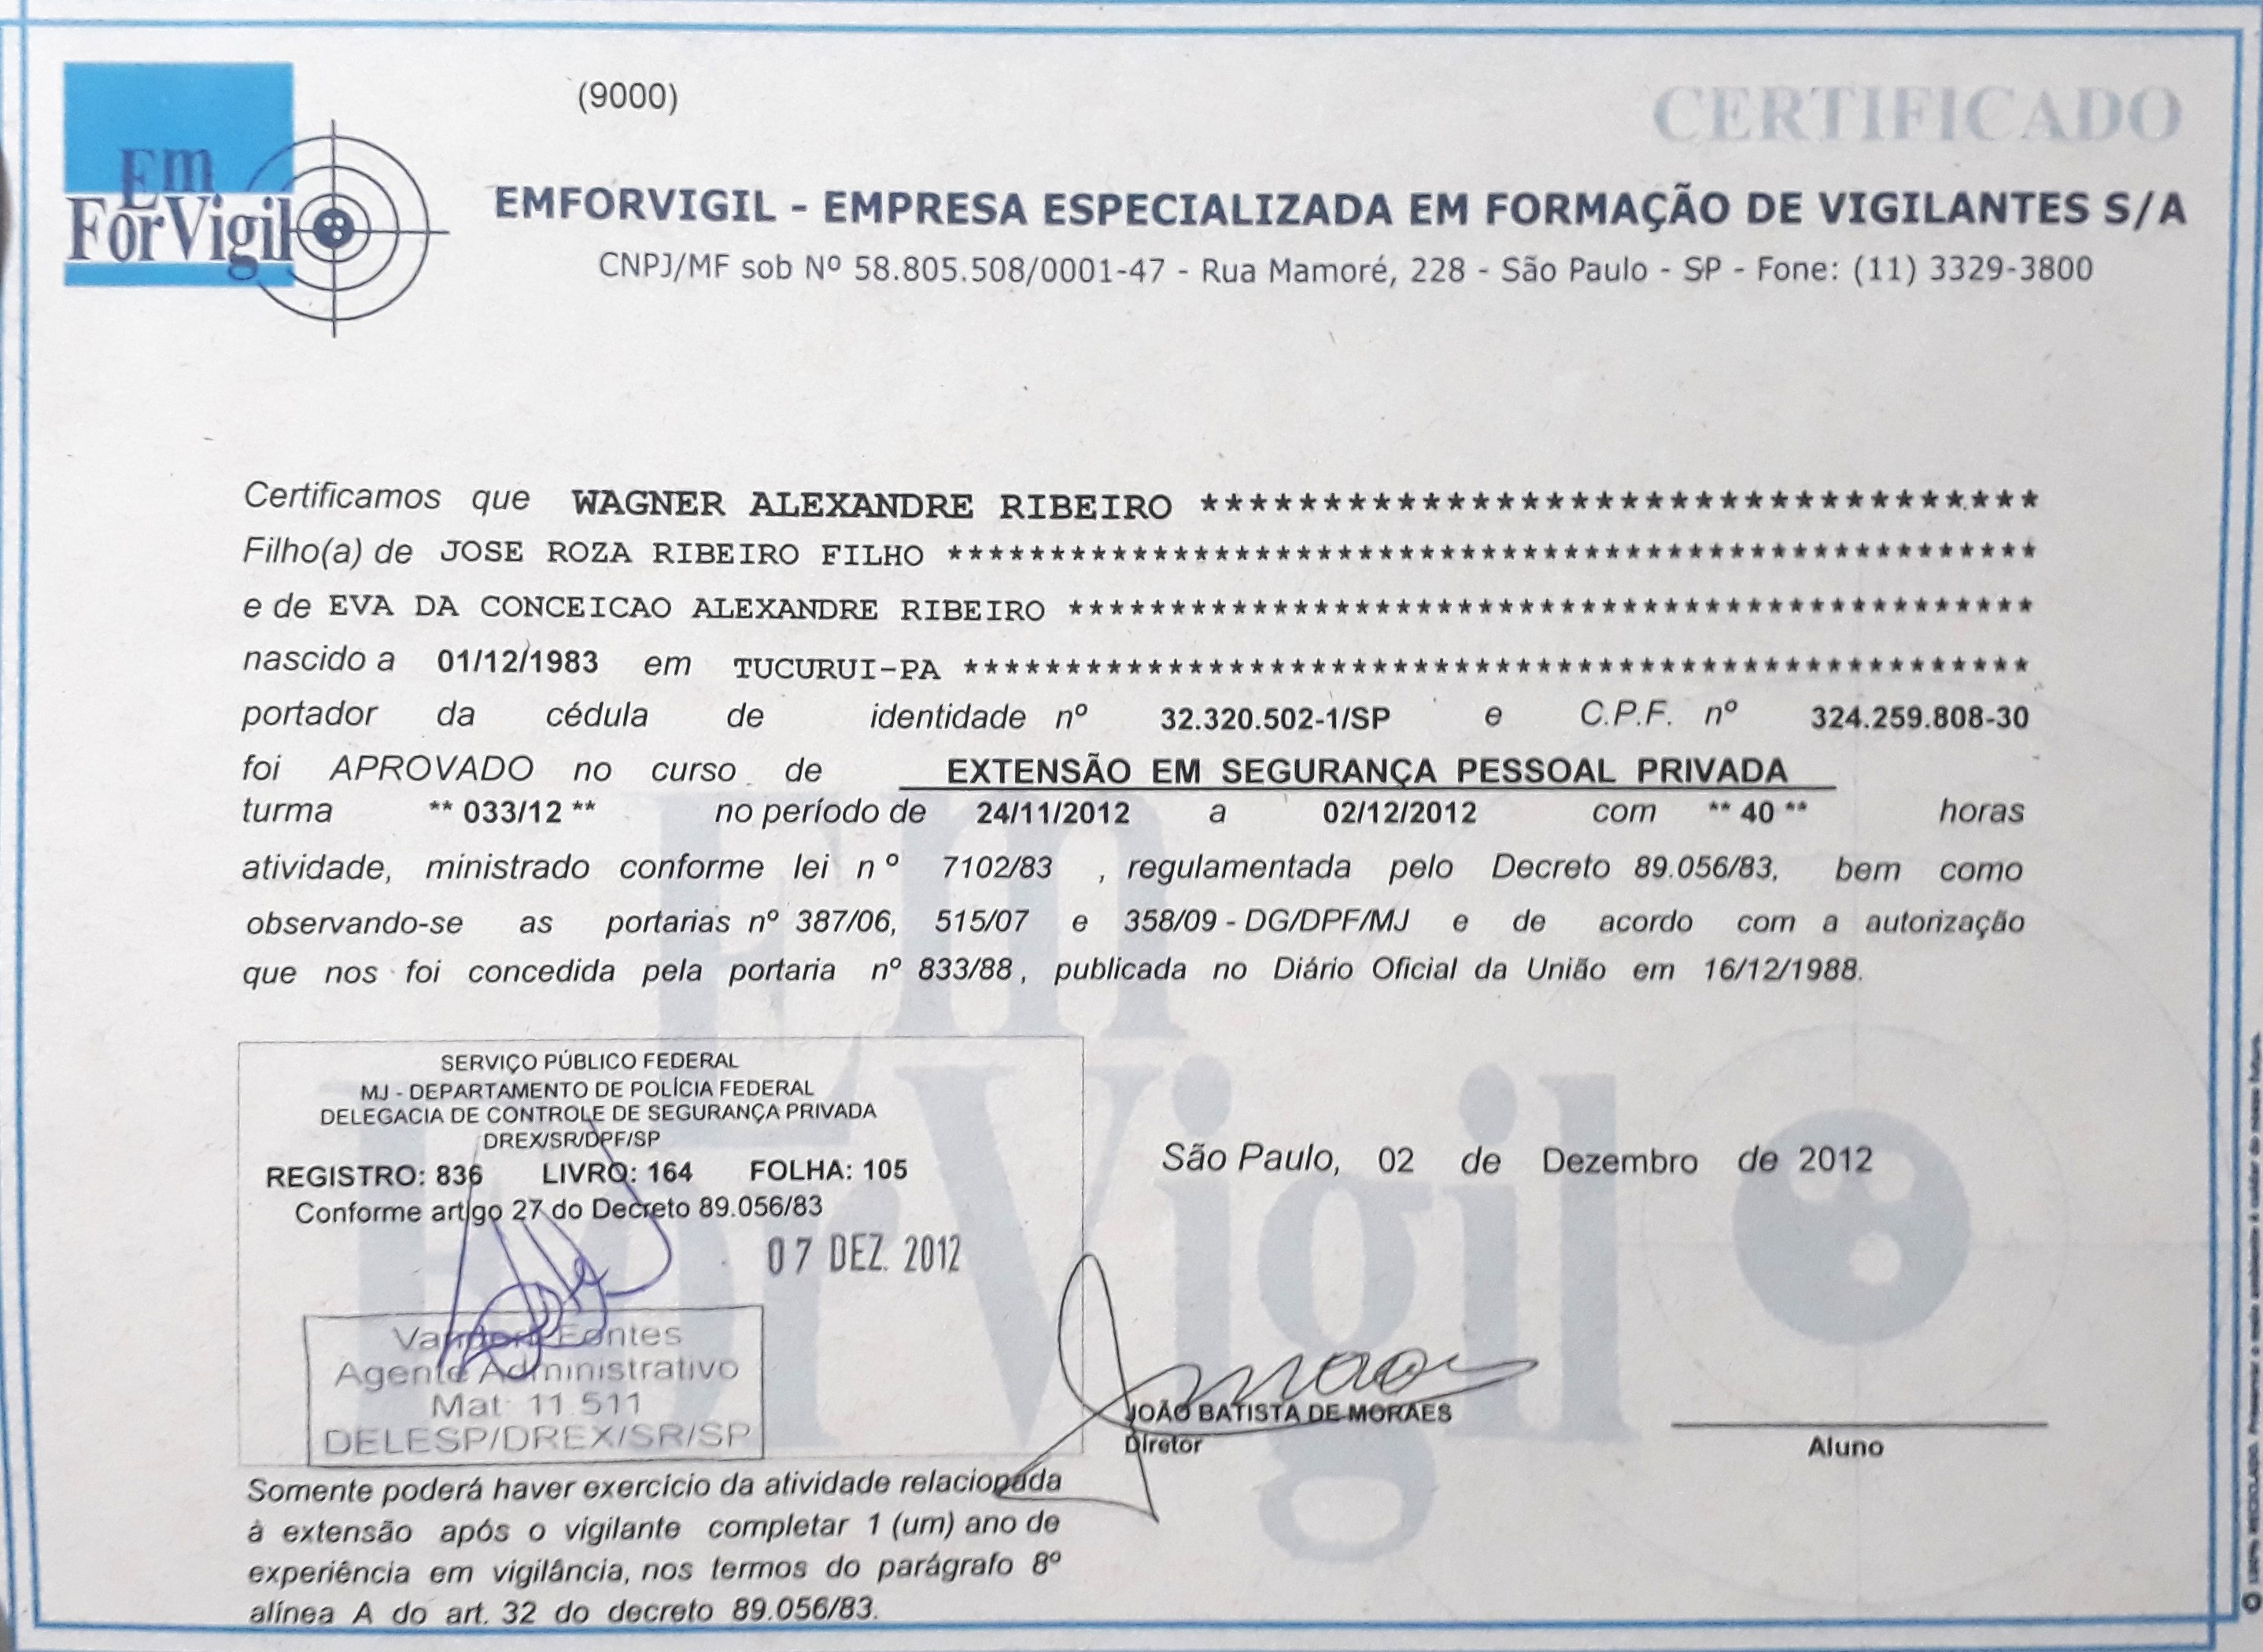 (9000)
CERTIFICADO
Em
ForVigil
EMFORVIGIL - EMPRESA ESPECIALIZADA EM FORMAÇÃO DE VIGILANTES S/A
CNPJ/MF sob Nº 58.805.508/0001-47 - Rua Mamoré, 228 - São Paulo - SP - Fone: (11) 3329-3800
Certificamos que WAGNER ALEXANDRE RIBEIRO **********************************
Filho(a) de JOSE ROZA RIBEIRO FILHO *****************************************************
e de EVA DA CONCEICAO ALEXANDRE RIBEIRO ***********************************************
nascido a 01/12/1983 em TUCURUI-PA ****************************************************
portador da cédula de identidade nº 32.320.502-1/SP e C.P.F. nº 324.259.808-30
foi APROVADO no curso de EXTENSÃO EM SEGURANÇA PESSOAL PRIVADA
turma ** 033/12 ** no período de 24/11/2012 a 02/12/2012 com ** 40 ** horas
atividade, ministrado conforme lei nº 7102/83 , regulamentada pelo Decreto 89.056/83, bem como
observando-se as portarias nº 387/06, 515/07 e 358/09 - DG/DPF/MJ e de acordo com a autorização
que nos foi concedida pela portaria nº 833/88, publicada no Diário Oficial da União em 16/12/1988.
SERVIÇO PÚBLICO FEDERAL
MJ - DEPARTAMENTO DE POLÍCIA FEDERAL
DELEGACIA DE CONTROLE DE SEGURANÇA PRIVADA
DREX/SR/DPF/SP
REGISTRO: 836 LIVRO: 164 FOLHA: 105
Conforme artigo 27 do Decreto 89.056/83
07 DEZ. 2012
São Paulo, 02 de Dezembro de 2012
Fontes
Agente Administrativo
Mat: 11.511
DELESP/DREX/SR/SP
JOÃO BATISTA DE MORAES
Diretor
Aluno
Somente poderá haver exercício da atividade relacionada
à extensão após o vigilante completar 1 (um) ano de
experiência em vigilância, nos termos do parágrafo 8º
alínea A do art. 32 do decreto 89.056/83.
Em
ForVigil